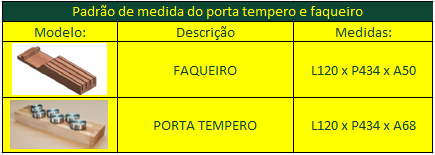 Padrão de medida do porta tempero e faqueiro
Modelo: Descrição Medidas:
FAQUEIRO L120 x P434 x A50
PORTA TEMPERO L120 x P434 x A68